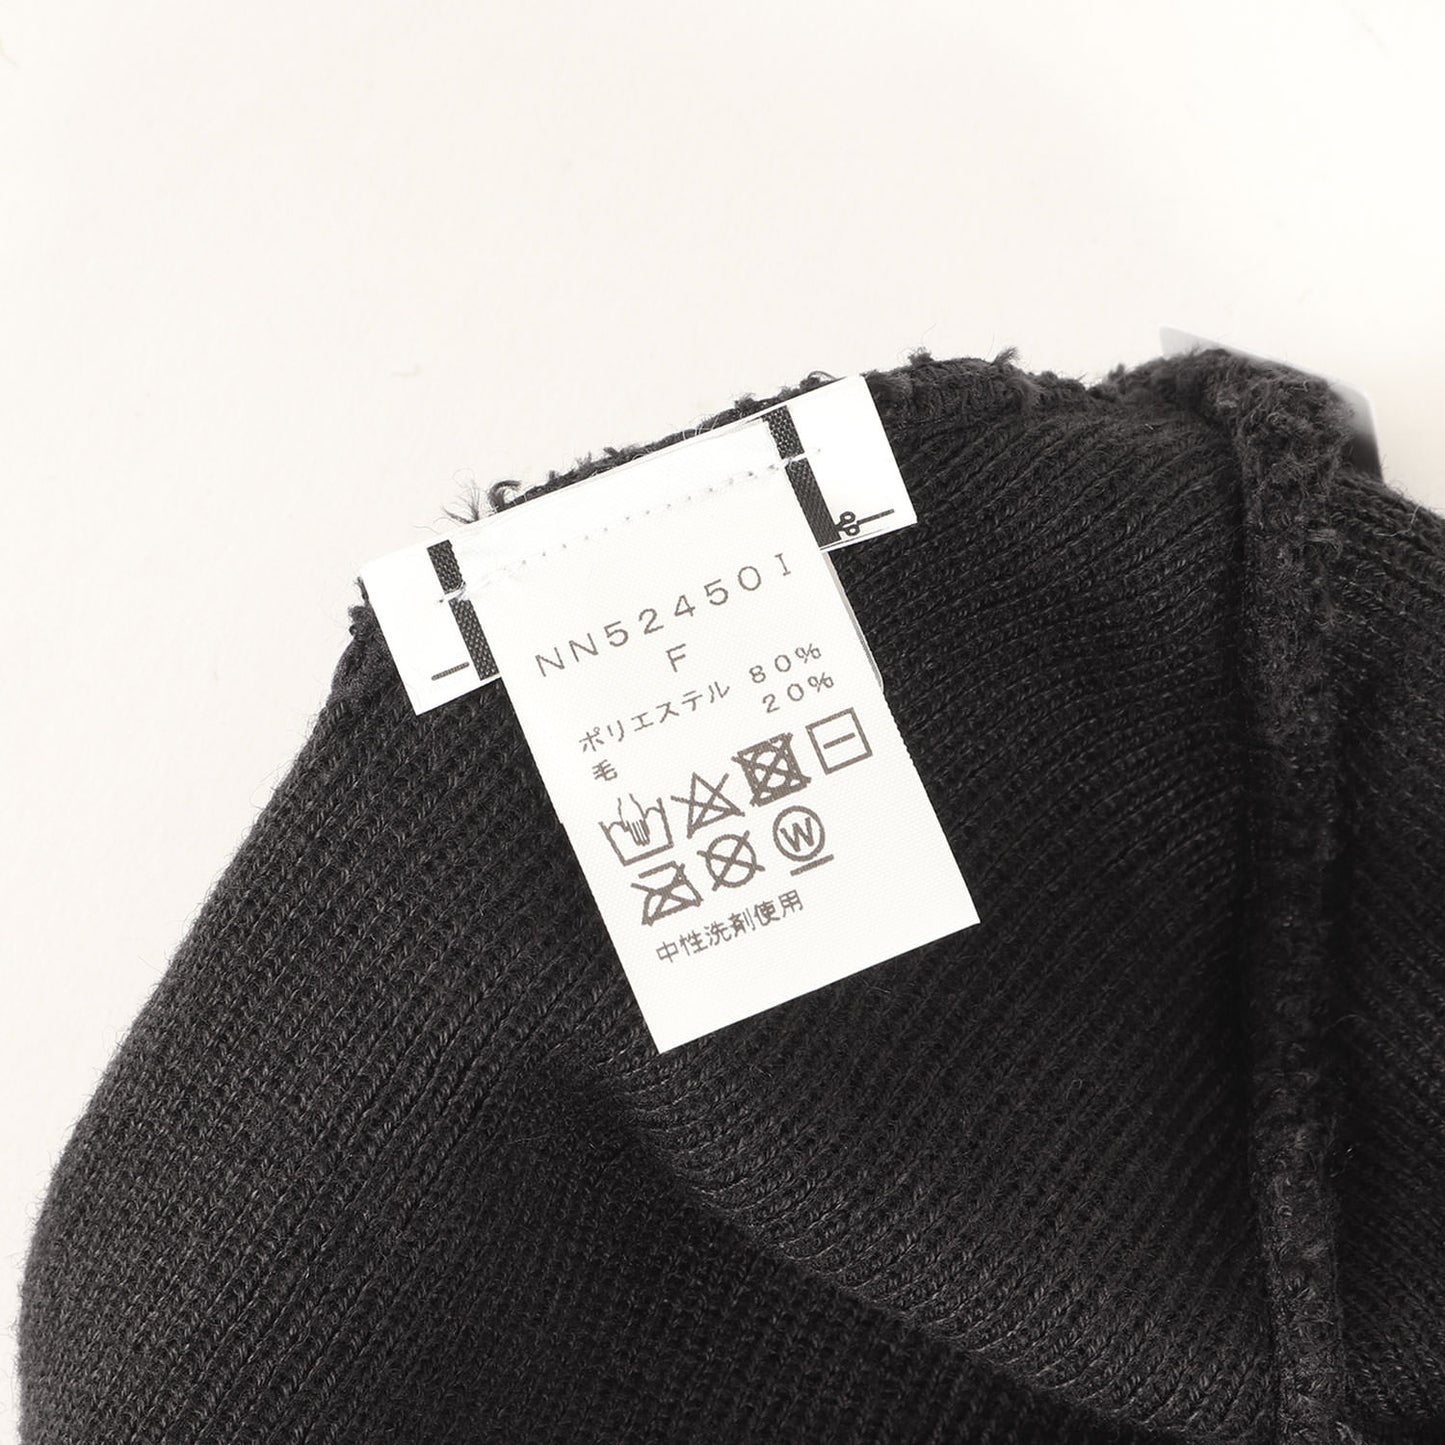 NN52450I
F
ポリエステル 80%
毛 20%
W
中性洗剤使用